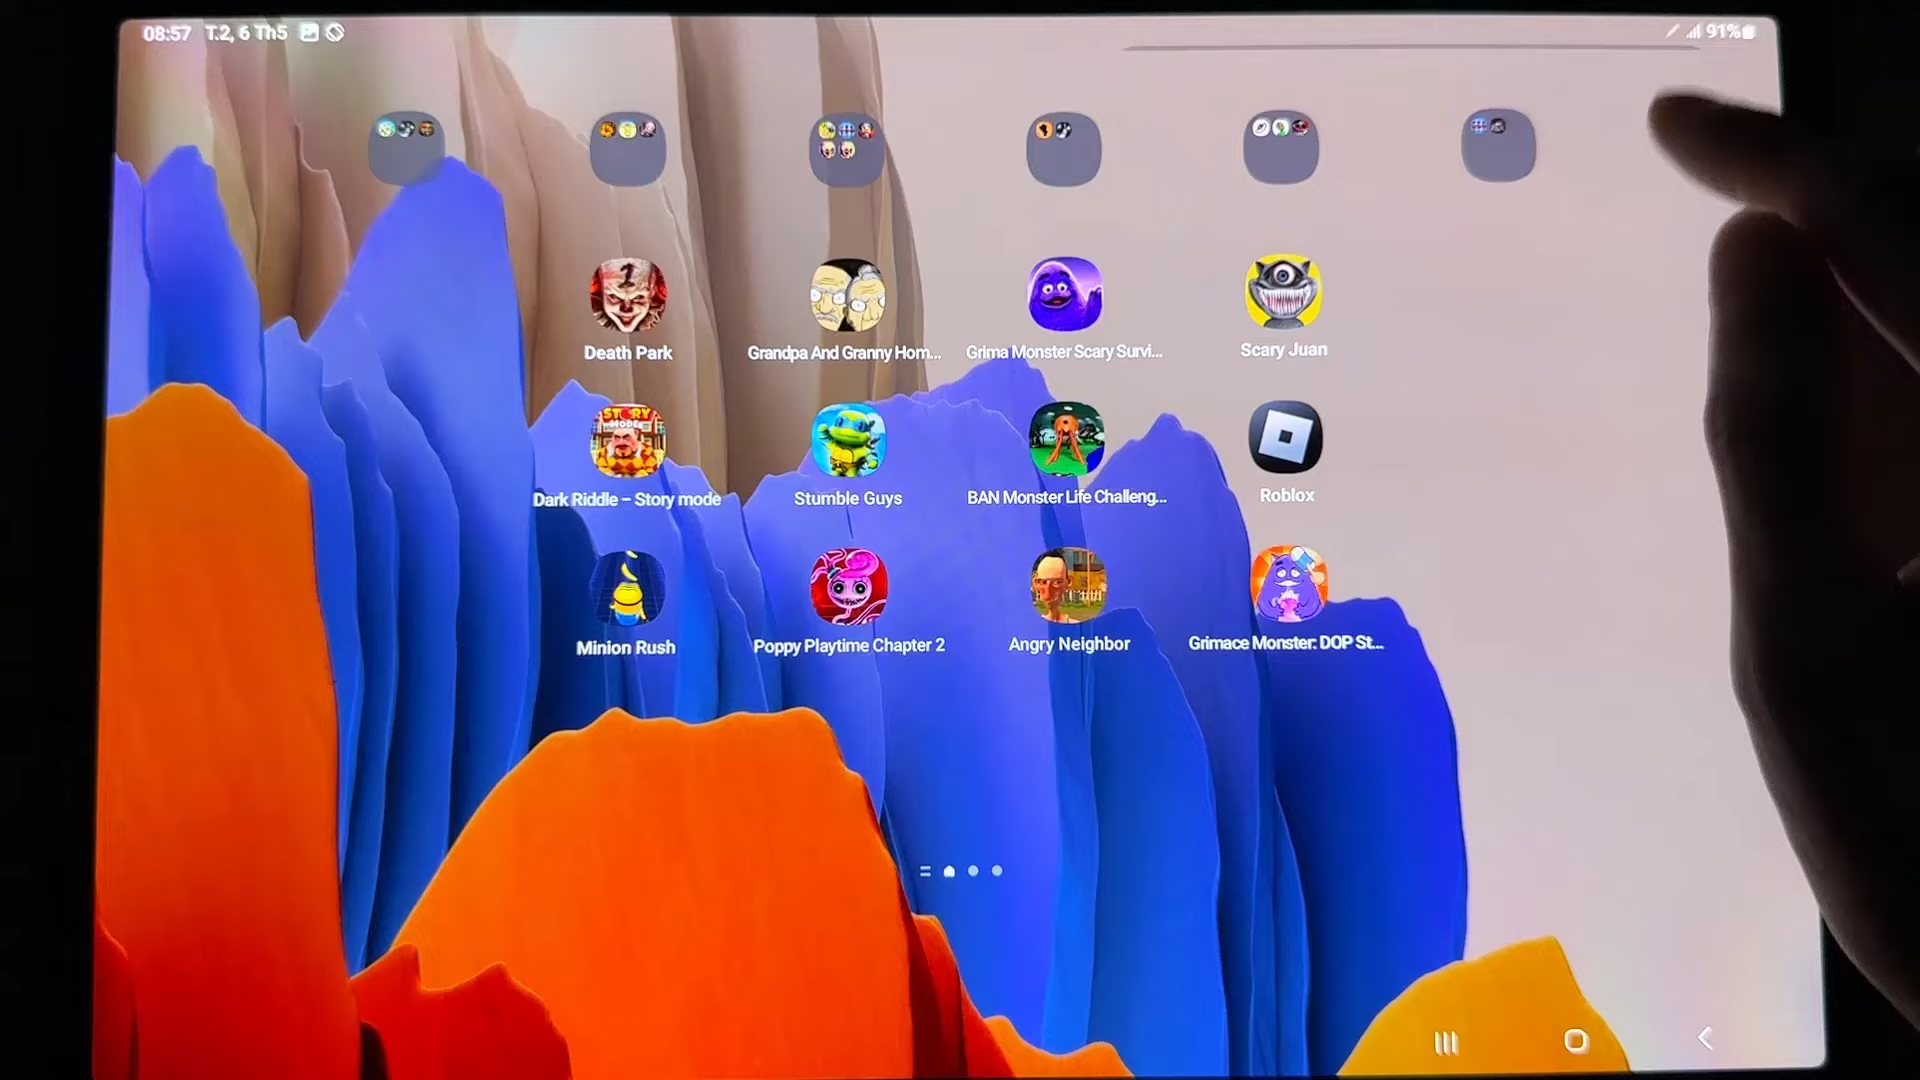 08:57 T.2, 6 Th5
91%
Death Park
Grandpa And Granny Hom...
Grima Monster Scary Survi...
Scary Juan
STORY
MODE
Dark Riddle – Story mode
Stumble Guys
BAN Monster Life Challeng...
Roblox
Minion Rush
Poppy Playtime Chapter 2
Angry Neighbor
Grimace Monster: DOP St...